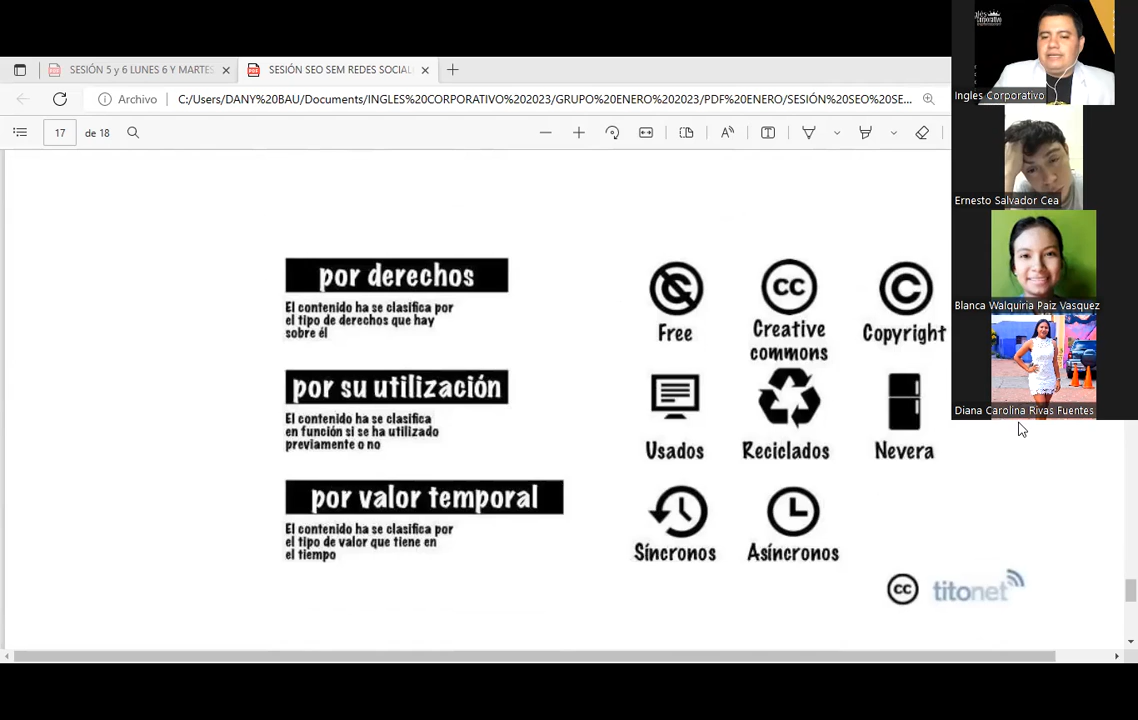 SESIÓN 5 y 6 LUNES 6 Y MARTES
SESIÓN SEO SEM REDES SOCIAL
Archivo
C:/Users/DANY%20BAU/Documents/INGLES%20CORPORATIVO%202023/GRUPO%20ENERO%202023/PDF%20ENERO/SESIÓN%20SEO%20SE...
17 de 18
Ingles Corporativo
Ernesto Salvador Cea
Blanca Walquiria Paiz Vasquez
Diana Carolina Rivas Fuentes
por derechos
El contenido ha se clasifica por
el tipo de derechos que hay
sobre él
Free
Creative
commons
Copyright
por su utilización
El contenido ha se clasifica
en función si se ha utilizado
previamente o no
Usados
Reciclados
Nevera
por valor temporal
El contenido ha se clasifica por
el tipo de valor que tiene en
el tiempo
Síncronos
Asíncronos
cc titonet